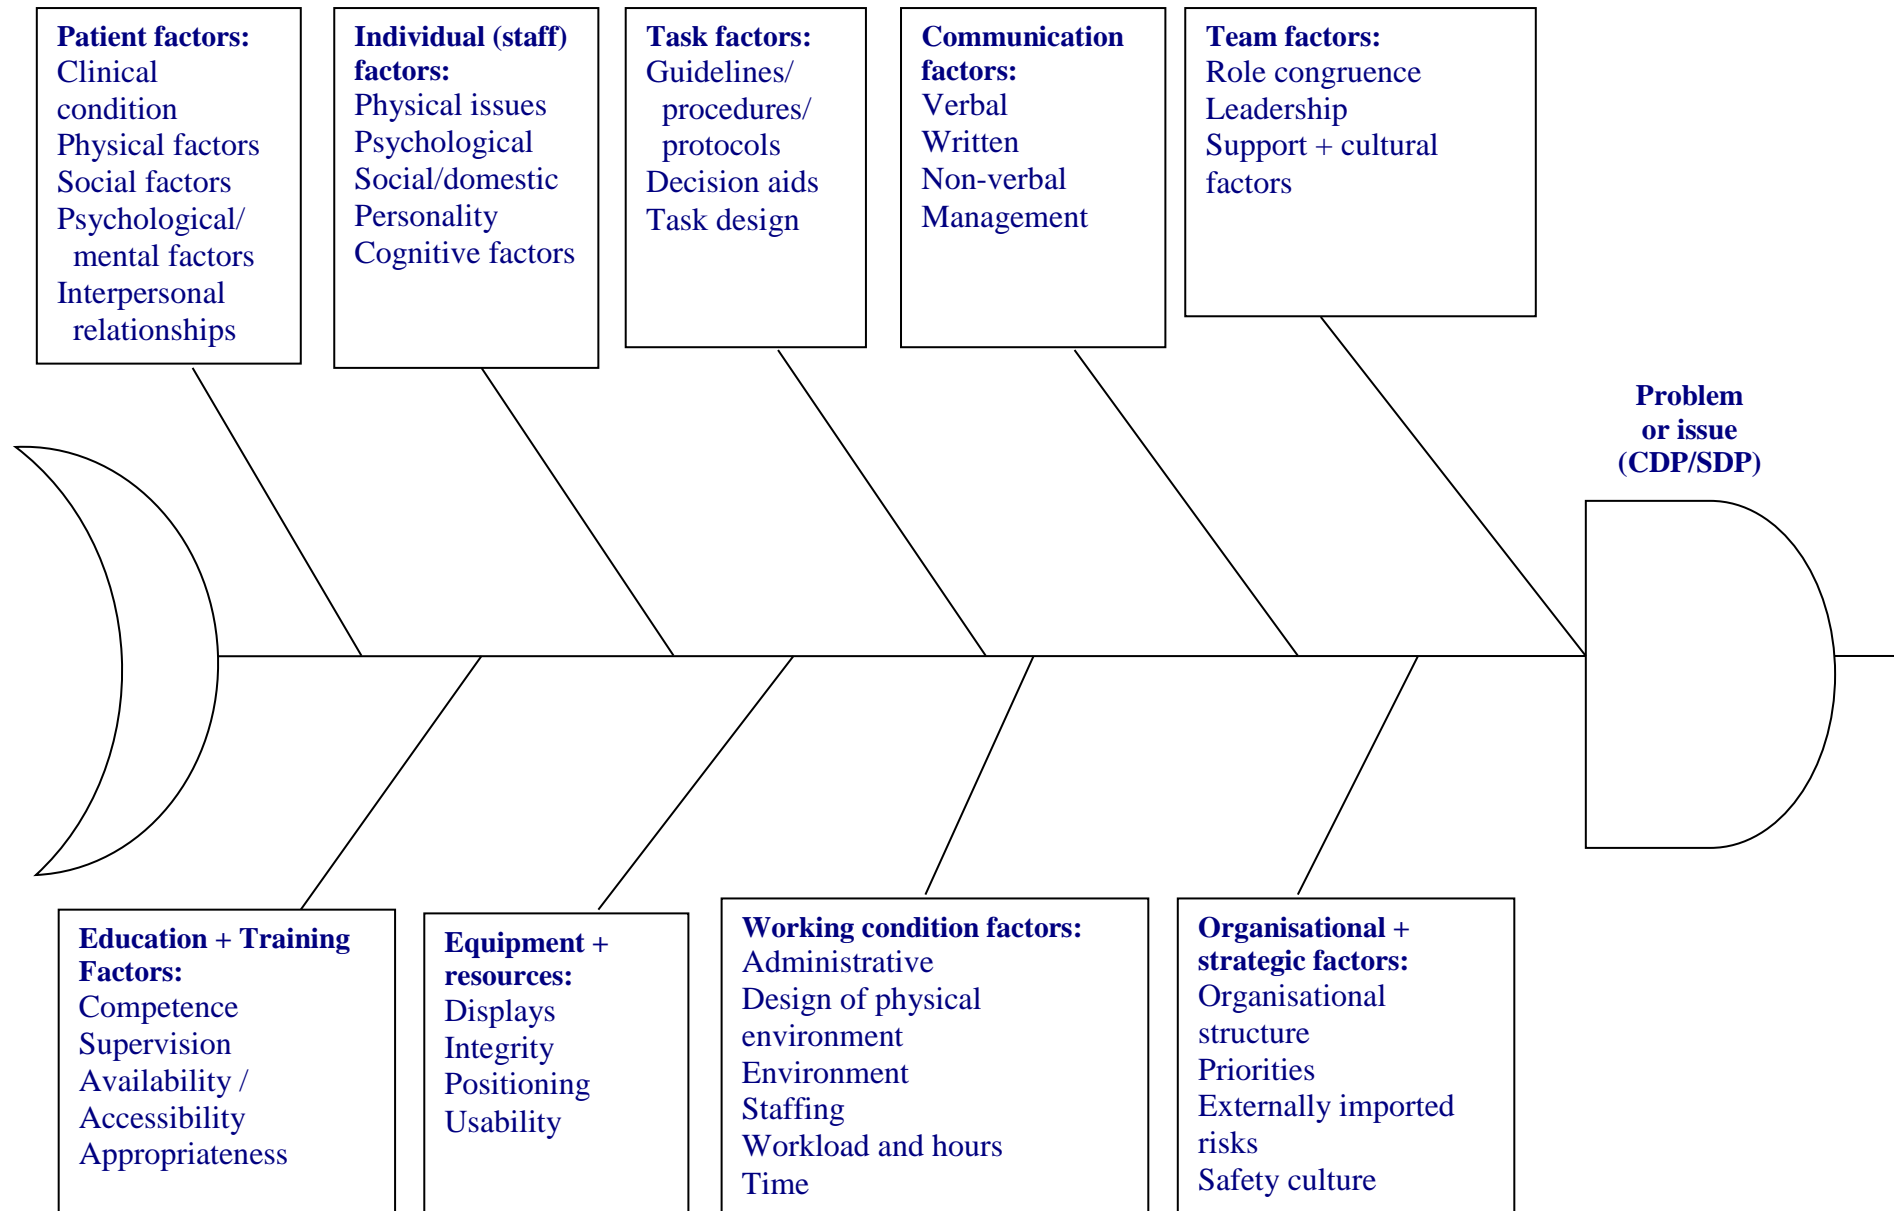 Patient factors:
Clinical
condition
Physical factors
Social factors
Psychological/
mental factors
Interpersonal
relationships
Individual (staff)
factors:
Physical issues
Psychological
Social/domestic
Personality
Cognitive factors
Task factors:
Guidelines/
procedures/
protocols
Decision aids
Task design
Communication
factors:
Verbal
Written
Non-verbal
Management
Team factors:
Role congruence
Leadership
Support + cultural
factors
Problem
or issue
(CDP/SDP)
Education + Training
Factors:
Competence
Supervision
Availability /
Accessibility
Appropriateness
Equipment +
resources:
Displays
Integrity
Positioning
Usability
Working condition factors:
Administrative
Design of physical
environment
Environment
Staffing
Workload and hours
Time
Organisational +
strategic factors:
Organisational
structure
Priorities
Externally imported
risks
Safety culture